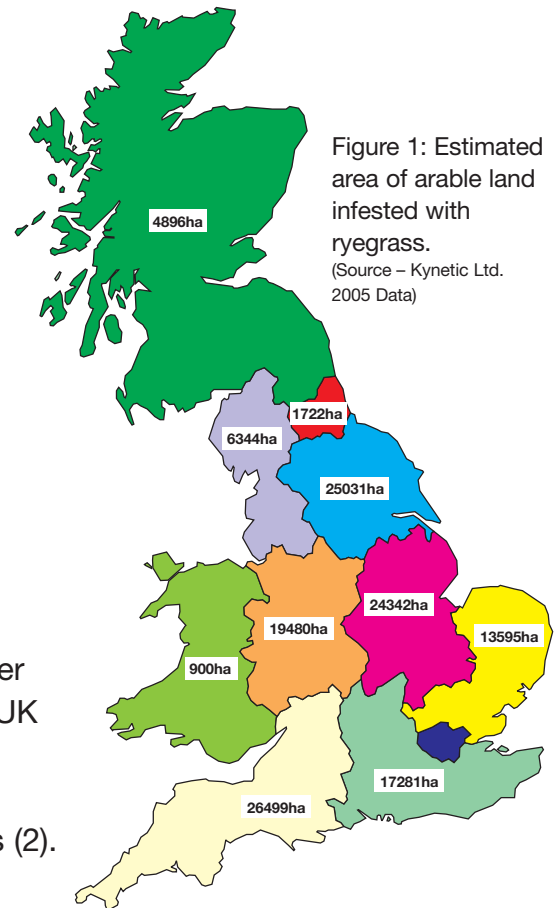 Figure 1: Estimated
area of arable land
infested with
ryegrass.
(Source – Kynetic Ltd.
2005 Data)
4896ha
1722ha
6344ha
25031ha
24342ha
19480ha
13595ha
900ha
17281ha
26499ha
er
UK
s (2).